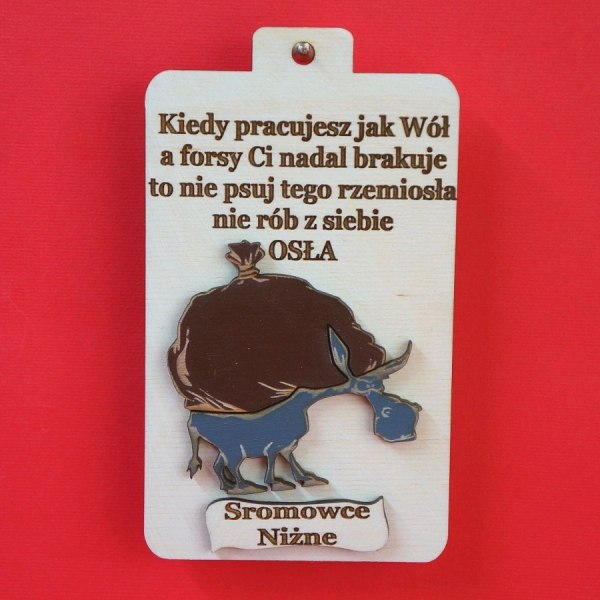 Kiedy pracujesz jak Wół
a forsy Ci nadal brakuje
to nie psuj tego rzemiosła
nie rób z siebie
OSŁA
Sromowce
Niżne